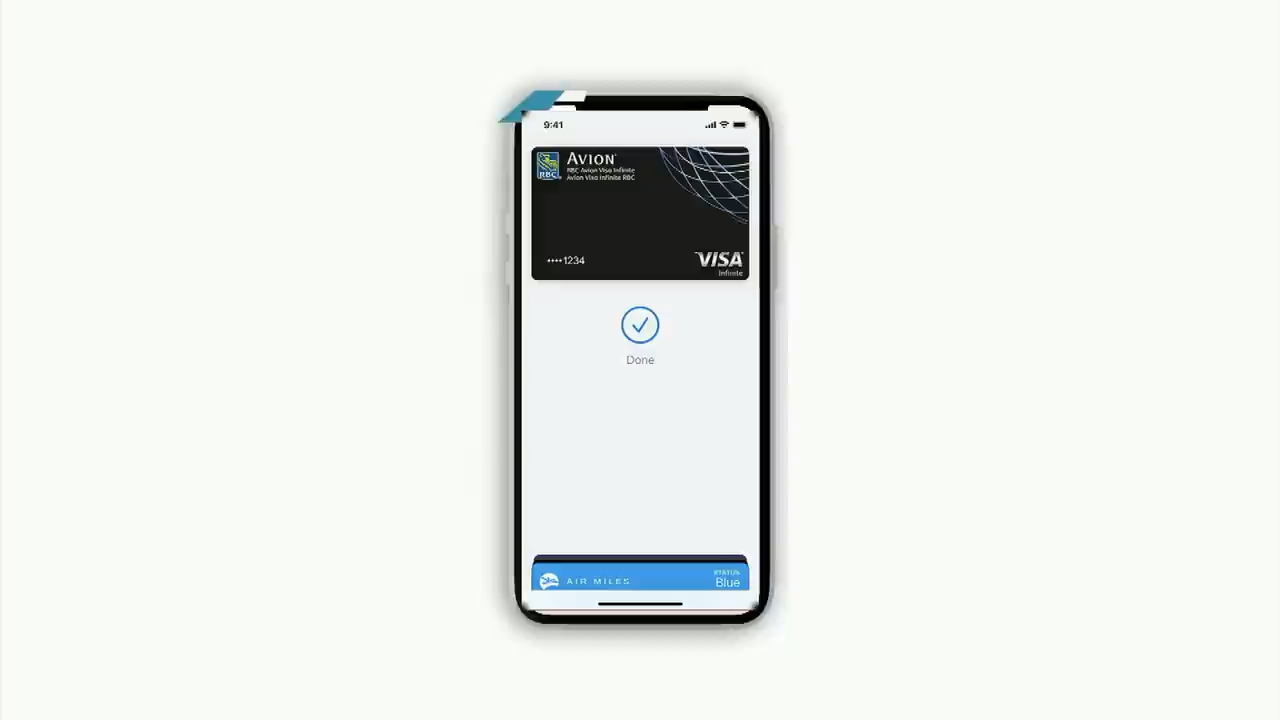 9:41
AVION
RBC Avion Visa Infinite
Avion Visa Infinite RBC
RBC
••••1234
VISA
Infinite
Done
AIR MILES
STATUS
Blue